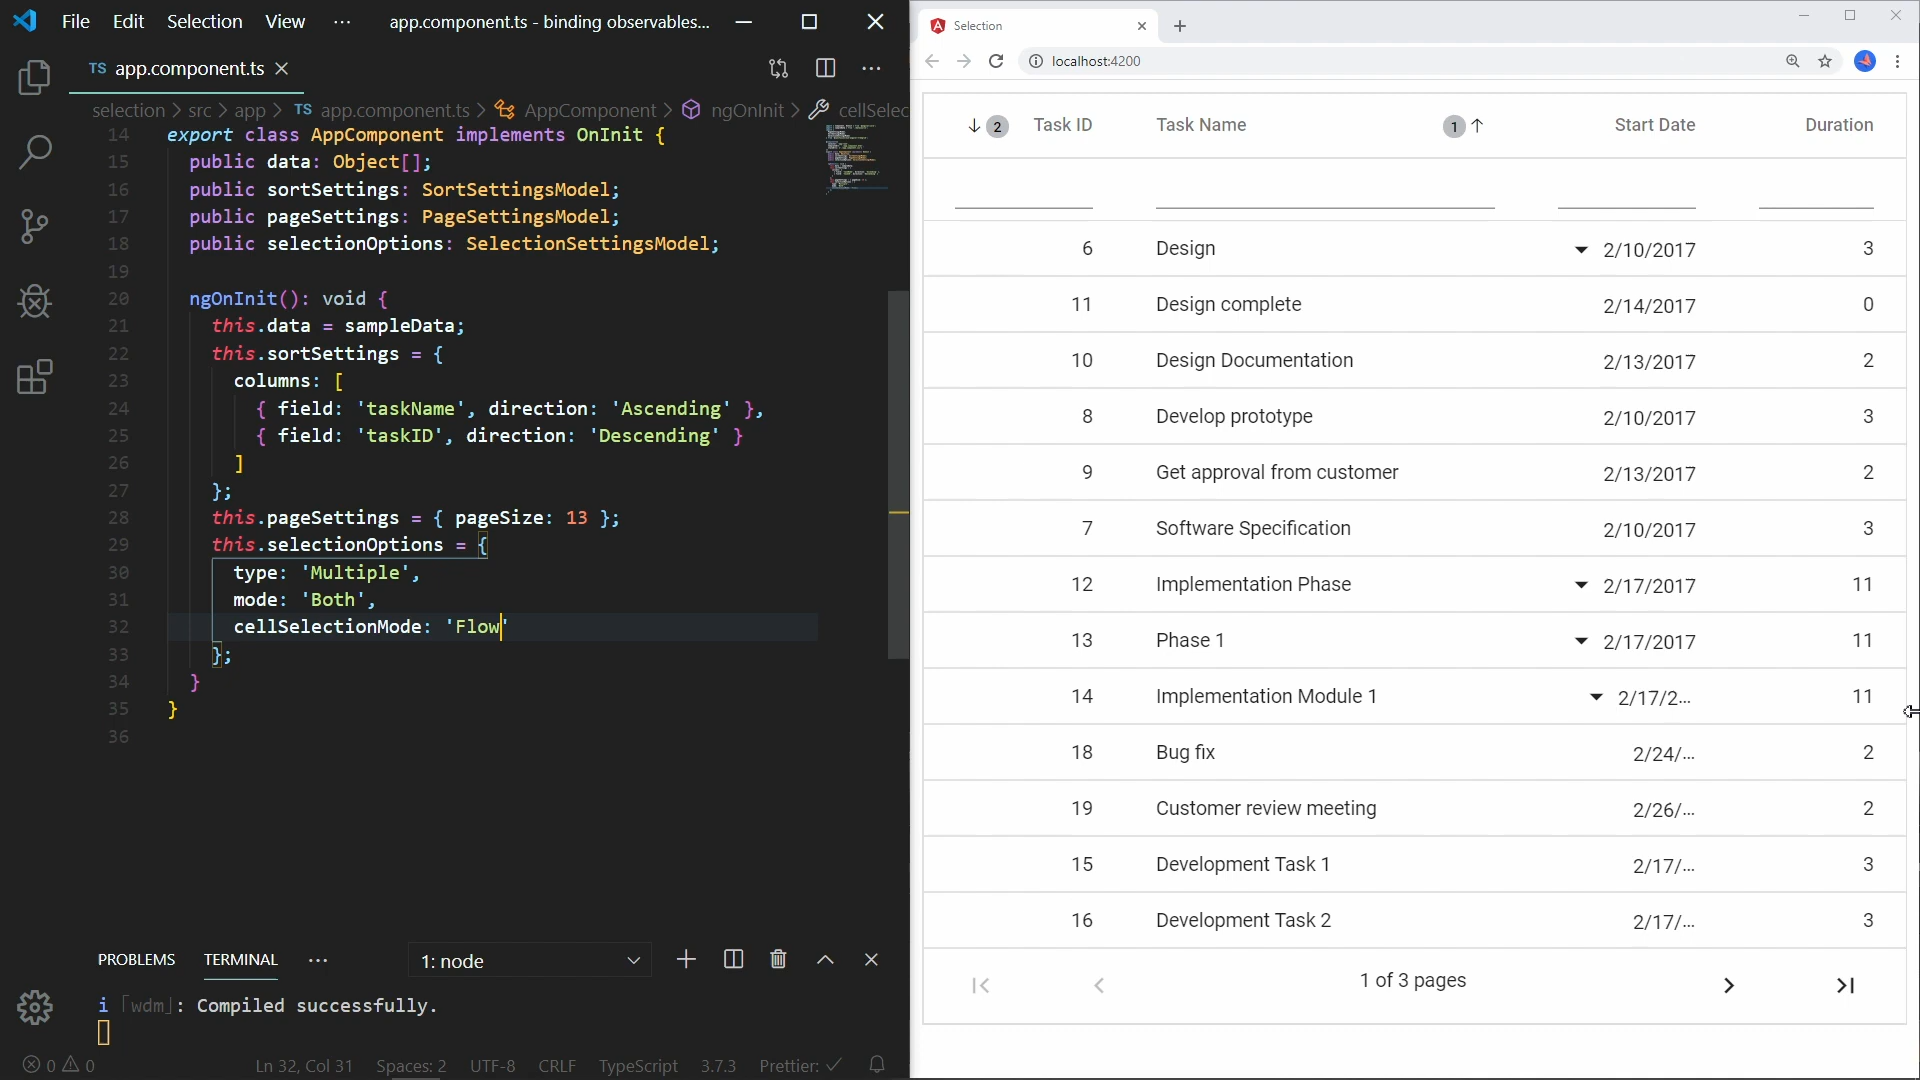 File Edit Selection View ··· app.component.ts - binding observables...
TS app.component.ts
selection > src > app > TS app.component.ts > AppComponent > ngOnInit > cellSelec
14 export class AppComponent implements OnInit {
15 public data: Object[];
16 public sortSettings: SortSettingsModel;
17 public pageSettings: PageSettingsModel;
18 public selectionOptions: SelectionSettingsModel;
19
20 ngOnInit(): void {
21 this.data = sampleData;
22 this.sortSettings = {
23 columns: [
24 { field: 'taskName', direction: 'Ascending' },
25 { field: 'taskID', direction: 'Descending' }
26 ]
27 };
28 this.pageSettings = { pageSize: 13 };
29 this.selectionOptions = {
30 type: 'Multiple',
31 mode: 'Both',
32 cellSelectionMode: 'Flow'
33 };
34 }
35 }
36
PROBLEMS TERMINAL ··· 1: node
i ｢wdm｣: Compiled successfully.
0 0 Ln 32, Col 31 Spaces: 2 UTF-8 CRLF TypeScript 3.7.3 Prettier: ✓
Selection
localhost:4200
2 Task ID Task Name 1 Start Date Duration
6 Design 2/10/2017 3
11 Design complete 2/14/2017 0
10 Design Documentation 2/13/2017 2
8 Develop prototype 2/10/2017 3
9 Get approval from customer 2/13/2017 2
7 Software Specification 2/10/2017 3
12 Implementation Phase 2/17/2017 11
13 Phase 1 2/17/2017 11
14 Implementation Module 1 2/17/2... 11
18 Bug fix 2/24/... 2
19 Customer review meeting 2/26/... 2
15 Development Task 1 2/17/... 3
16 Development Task 2 2/17/... 3
1 of 3 pages